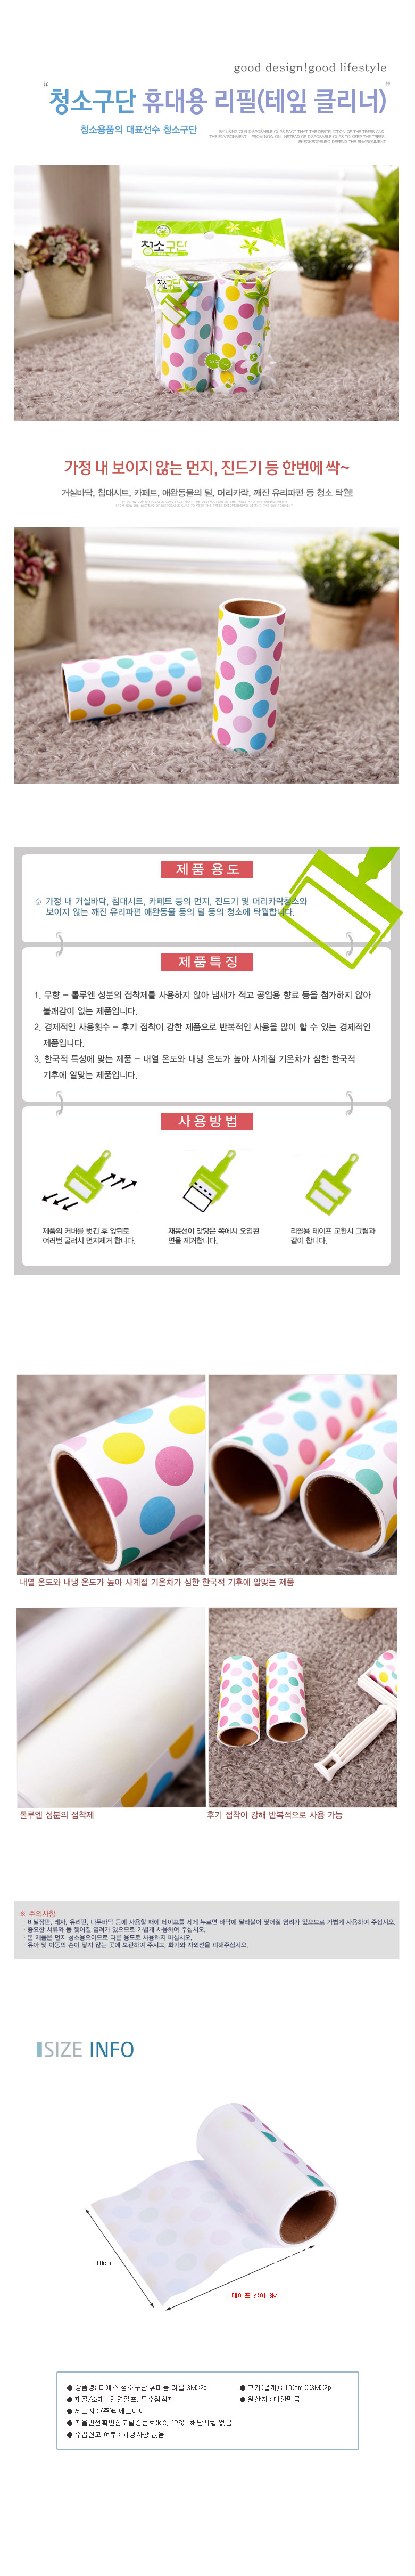 good design!good lifestyle
“청소구단 휴대용 리필(테잎 클리너)”
청소용품의 대표선수 청소구단
BY USING OUR DISPOSABLE CUPS FACT THAT THE DESTRUCTION OF THE TREES AND
THE ENVIRONMENT). FROM NOW ON, INSTEAD OF DISPOSABLE CUPS TO KEEP THE TREES
DEFEND THE ENVIRONMENT
청소구단
청소구단
가정 내 보이지 않는 먼지, 진드기 등 한번에 싹~
거실바닥, 침대시트, 카페트, 애완동물의 털, 머리카락, 깨진 유리파편 등 청소 탁월!
제품 용도
♤ 가정 내 거실바닥, 침대시트, 카페트 등의 먼지, 진드기 및 머리카락청소와
보이지 않는 깨진 유리파편 애완동물 등의 털 등의 청소에 탁월합니다.
제품특징
1. 무향 - 톨루엔 성분의 접착제를 사용하지 않아 냄새가 적고 공업용 향료 등을 첨가하지 않아
불쾌감이 없는 제품입니다.
2. 경제적인 사용횟수 - 후기 점착이 강한 제품으로 반복적인 사용을 많이 할 수 있는 경제적인
제품입니다.
3. 한국적 특성에 맞는 제품 - 내열 온도와 내냉 온도가 높아 사계절 기온차가 심한 한국적
기후에 알맞는 제품입니다.
사용방법
제품의 커버를 벗긴 후 앞뒤로
여러번 굴려서 먼지제거 합니다.
재봉선이 맞닿은 쪽에서 오염된
면을 제거합니다.
리필용 테이프 교환시 그림과
같이 합니다.
내열 온도와 내냉 온도가 높아 사계절 기온차가 심한 한국적 기후에 알맞는 제품
톨루엔 성분의 접착제
후기 점착이 강해 반복적으로 사용 가능
※ 주의사항
· 비닐장판, 레자, 유리판, 나무바닥 등에 사용할 때에 테이프를 세게 누르면 바닥에 달라붙어 찢어질 염려가 있으므로 가볍게 사용하여 주십시오.
· 중요한 서류와 등 찢어질 염려가 있으므로 가볍게 사용하여 주십시오.
· 본 제품은 먼지 청소용으이므로 다른 용도로 사용하지 마십시오.
· 유아 및 아동의 손이 닿지 않는 곳에 보관하여 주시고, 화기와 자외선을 피해주십시오.
SIZE INFO
10cm
※테이프 길이 3M
● 상품명: 티에스 청소구단 휴대용 리필 3MX2p
● 크기(낱개) : 10(cm)X3MX2p
● 재질/소재 : 천연펄프, 특수점착제
● 원산지 : 대한민국
● 제조사 : (주)티에스아이
● 자율안전확인신고필증번호(KC,KPS) : 해당사항 없음
● 수입신고 여부 : 해당사항 없음